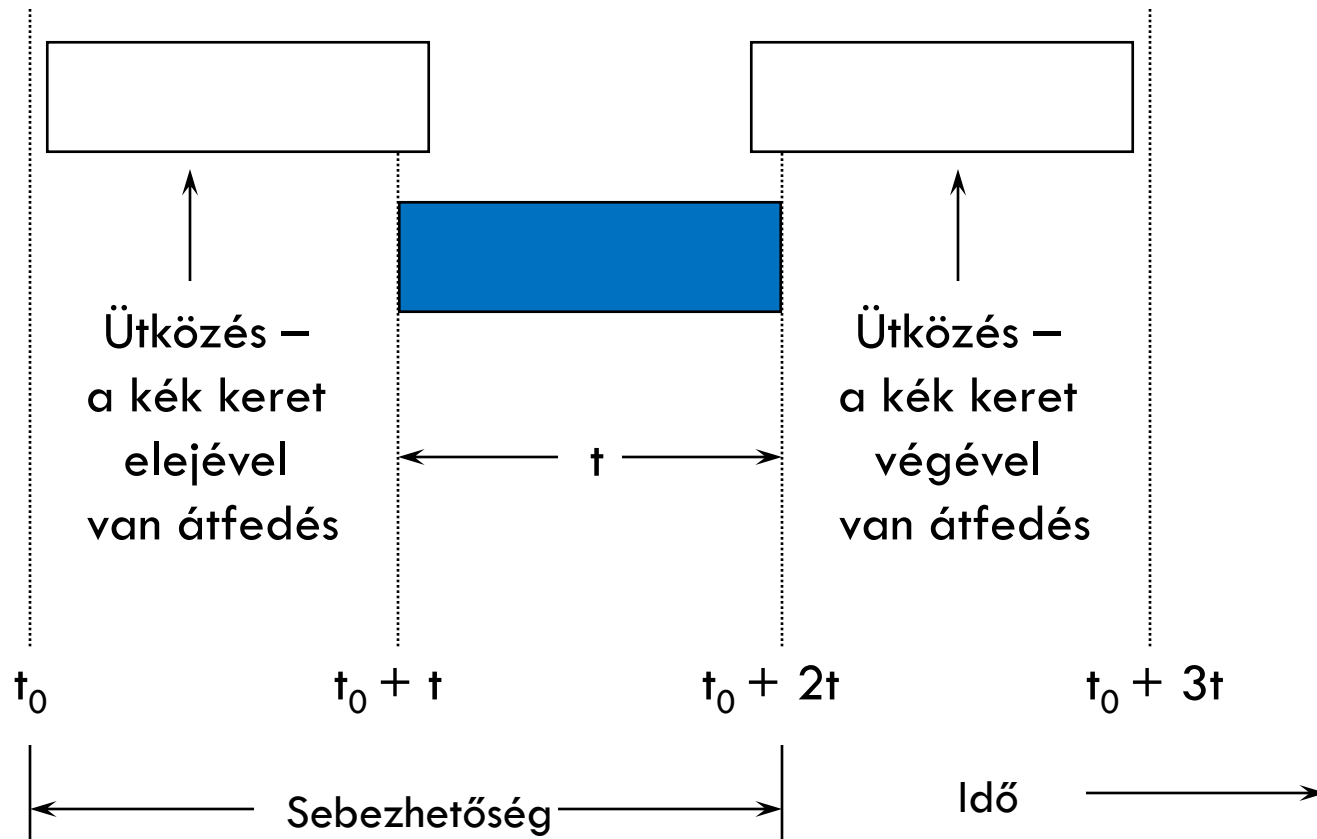 Ütközés –
a kék keret
elejével
van átfedés
Ütközés –
a kék keret
végével
van átfedés
t
t₀
t₀ + t
t₀ + 2t
t₀ + 3t
Sebezhetőség
Idő